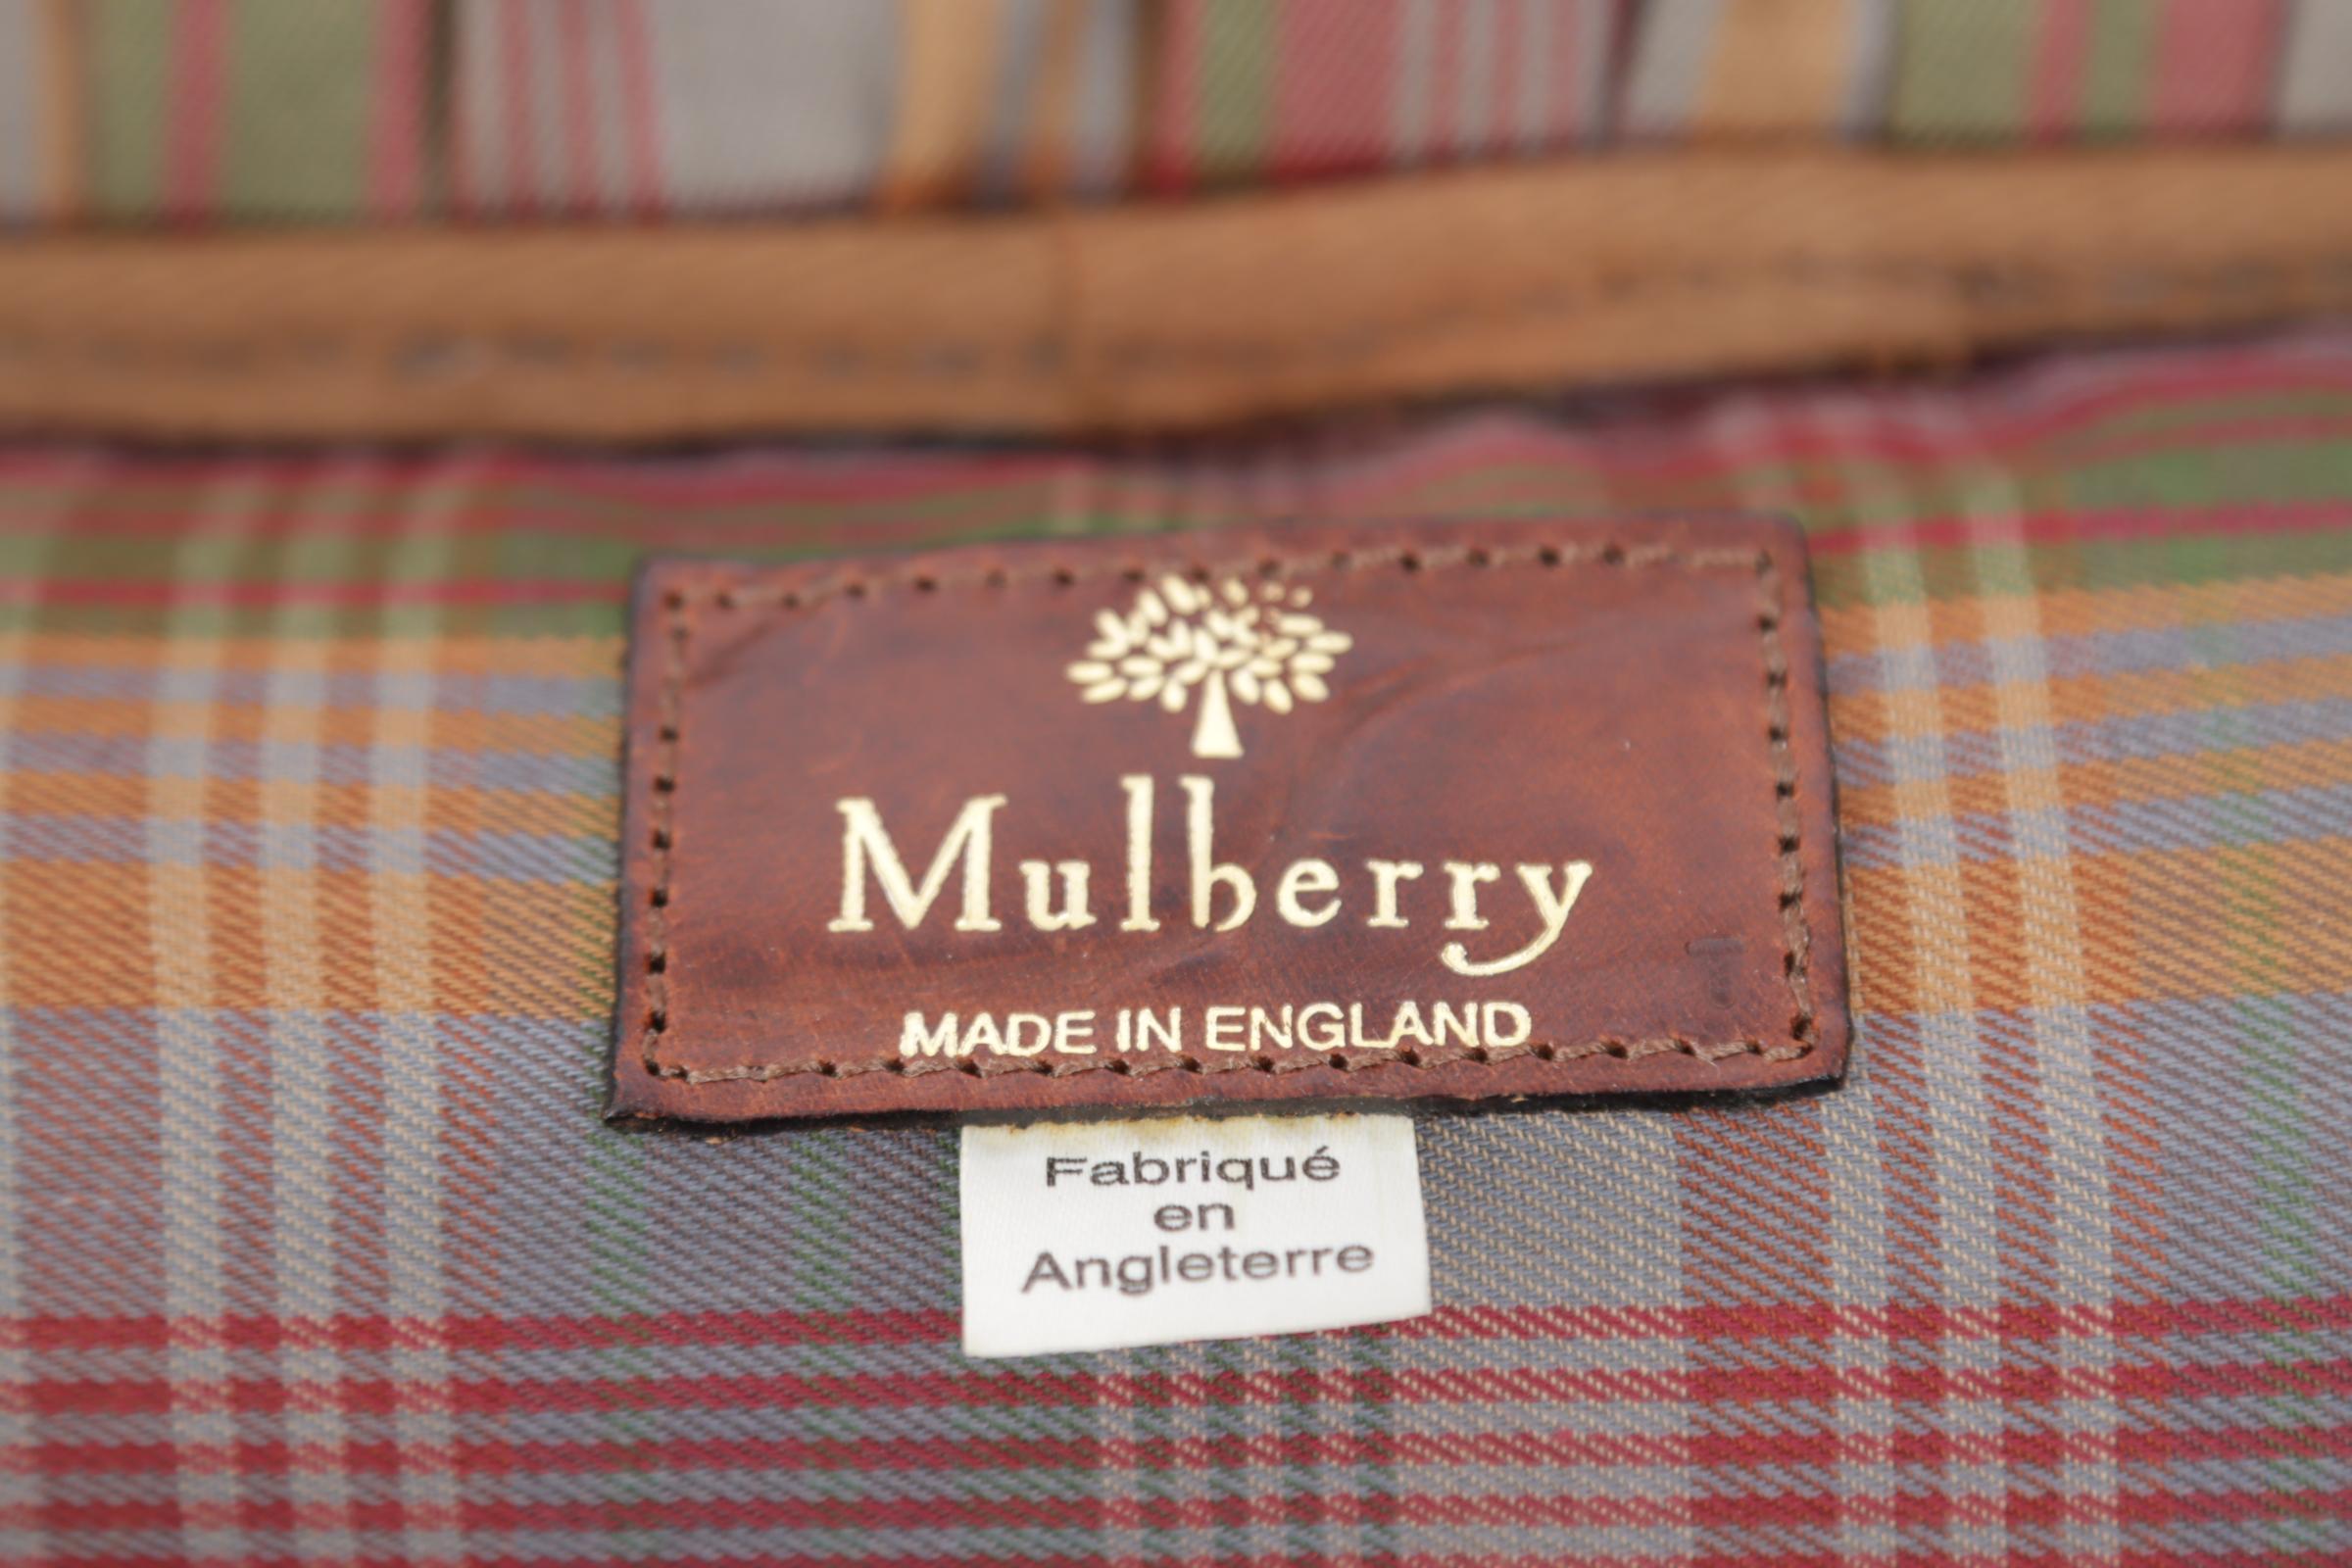 Mulberry
MADE IN ENGLAND
Fabriqué
en
Angleterre